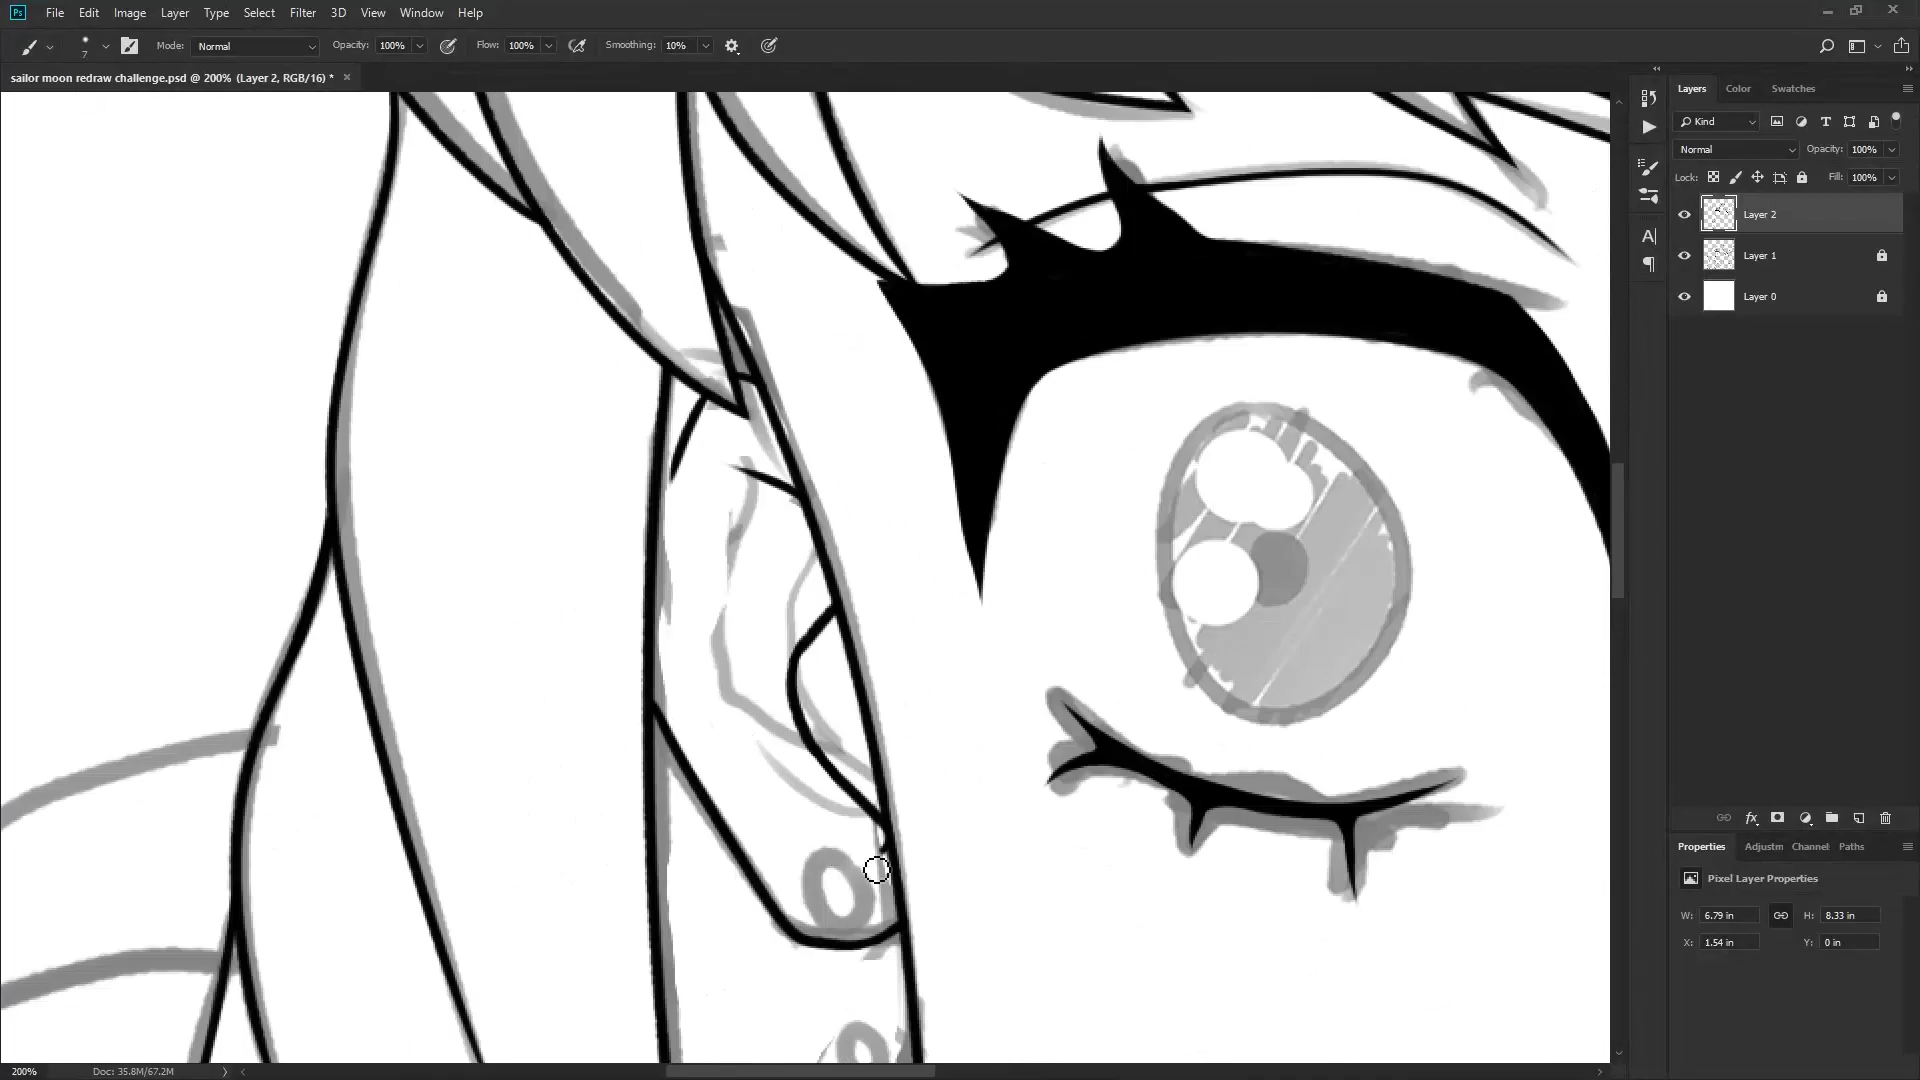 Ps File Edit Image Layer Type Select Filter 3D View Window Help
7 Mode: Normal Opacity: 100% Flow: 100% Smoothing: 10%
sailor moon redraw challenge.psd @ 200% (Layer 2, RGB/16) * ×
Layers Color Swatches
Kind
Normal Opacity: 100%
Lock: Fill: 100%
Layer 2
Layer 1
Layer 0
fx
Properties Adjustm Channel Paths
Pixel Layer Properties
W: 6.79 in H: 8.33 in
X: 1.54 in Y: 0 in
200% Doc: 35.8M/67.2M